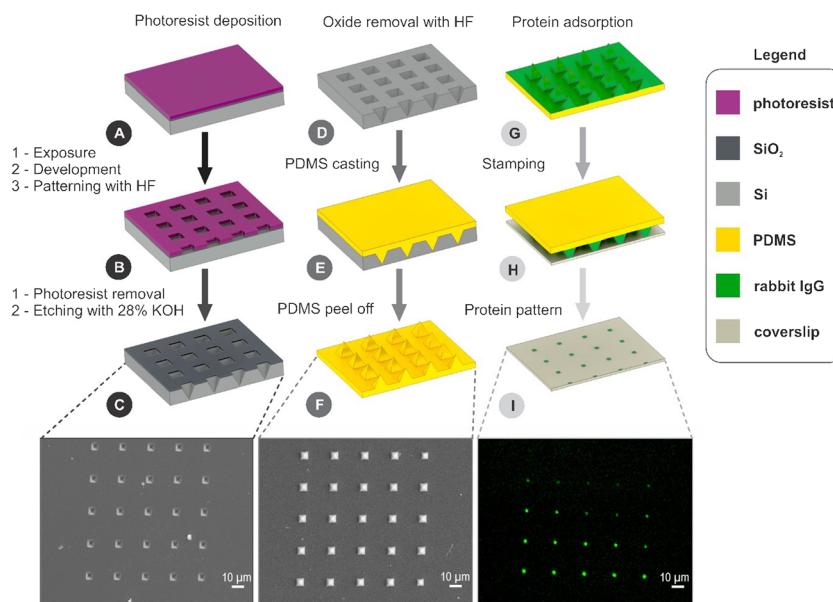 Photoresist deposition
Oxide removal with HF
Protein adsorption
Legend
photoresist
SiO₂
Si
PDMS
rabbit IgG
coverslip
A
D
G
1 - Exposure
2 - Development
3 - Patterning with HF
PDMS casting
Stamping
B
E
H
1 - Photoresist removal
2 - Etching with 28% KOH
PDMS peel off
Protein pattern
C
F
I
10 µm
10 µm
10 µm